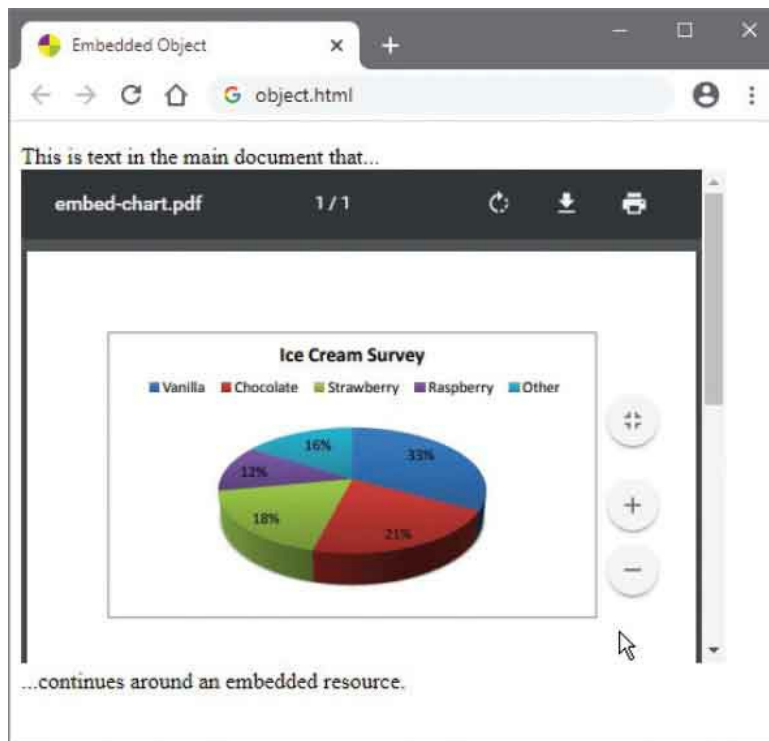 Embedded Object
object.html
This is text in the main document that...
embed-chart.pdf 1 / 1
Ice Cream Survey
Vanilla Chocolate Strawberry Raspberry Other
16% 33%
12%
18%
21%
...continues around an embedded resource.